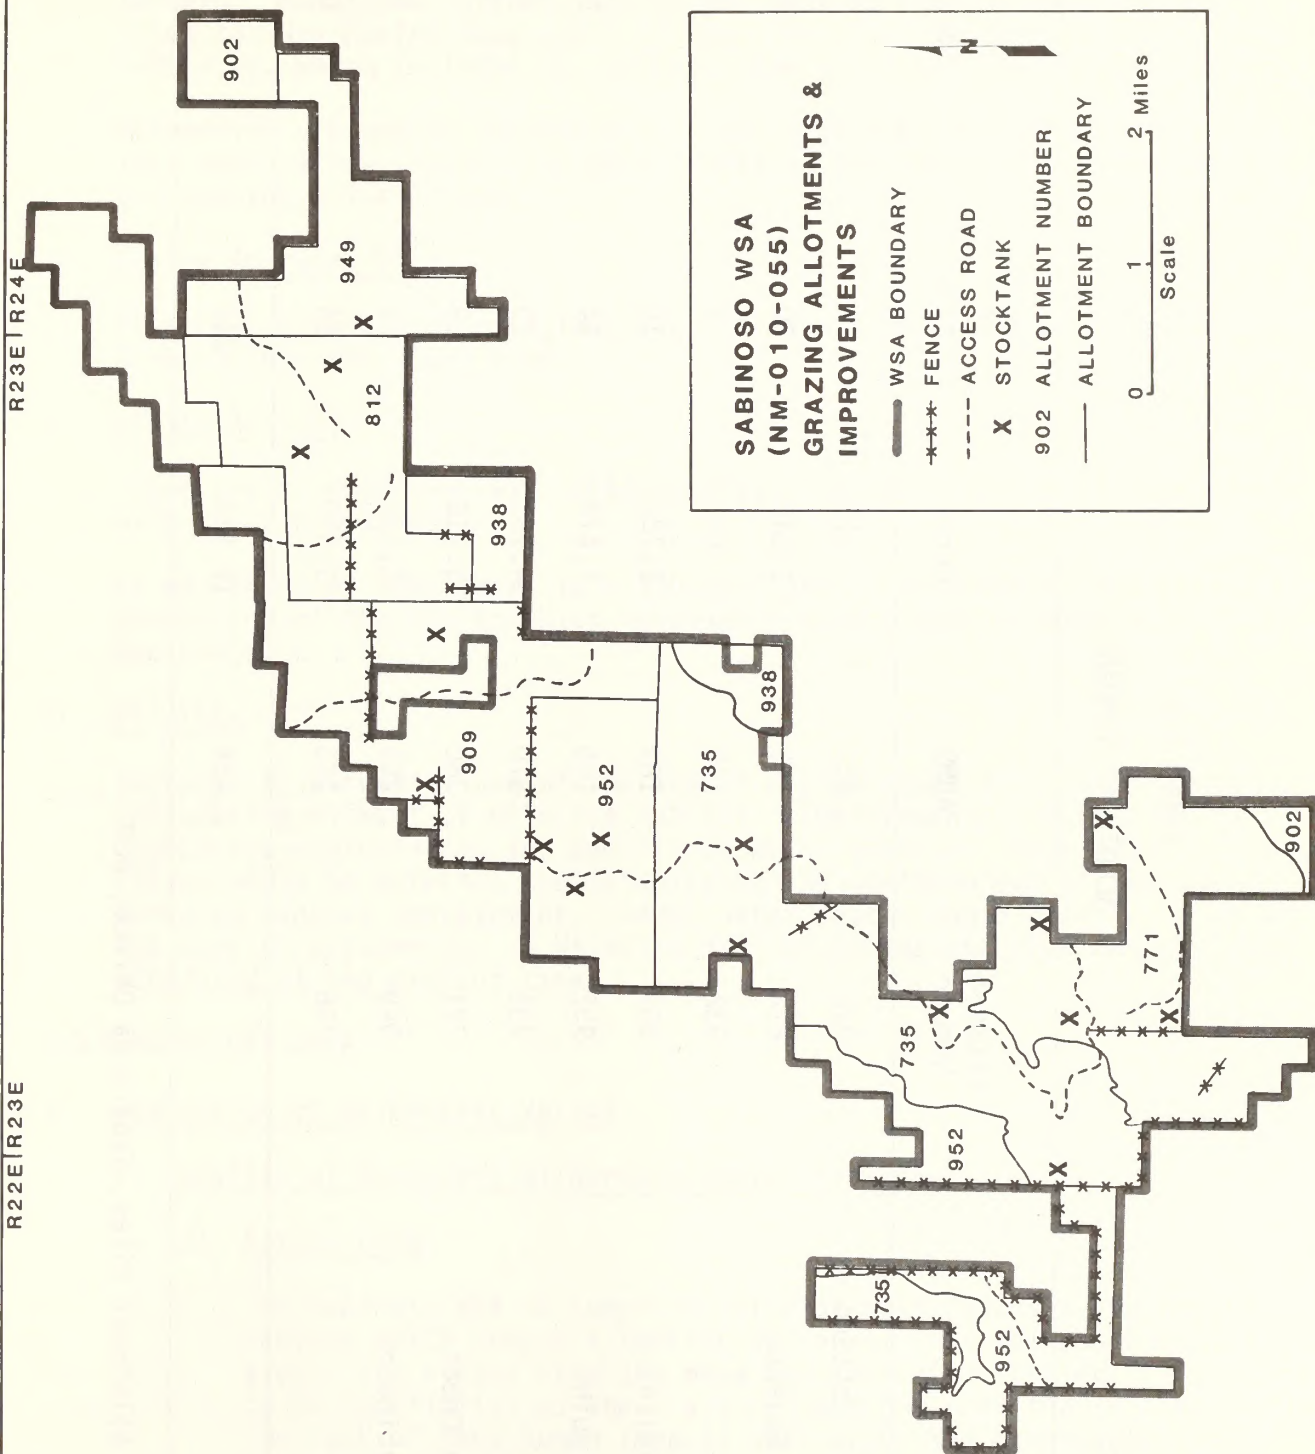 R22E|R23E
R23E|R24E
902
949
812
938
909
952
735
938
735
952
771
902
735
952
SABINOSO WSA
(NM-010-055)
GRAZING ALLOTMENTS &
IMPROVEMENTS
N
WSA BOUNDARY
FENCE
ACCESS ROAD
X STOCKTANK
902 ALLOTMENT NUMBER
ALLOTMENT BOUNDARY
0 1 2 Miles
Scale